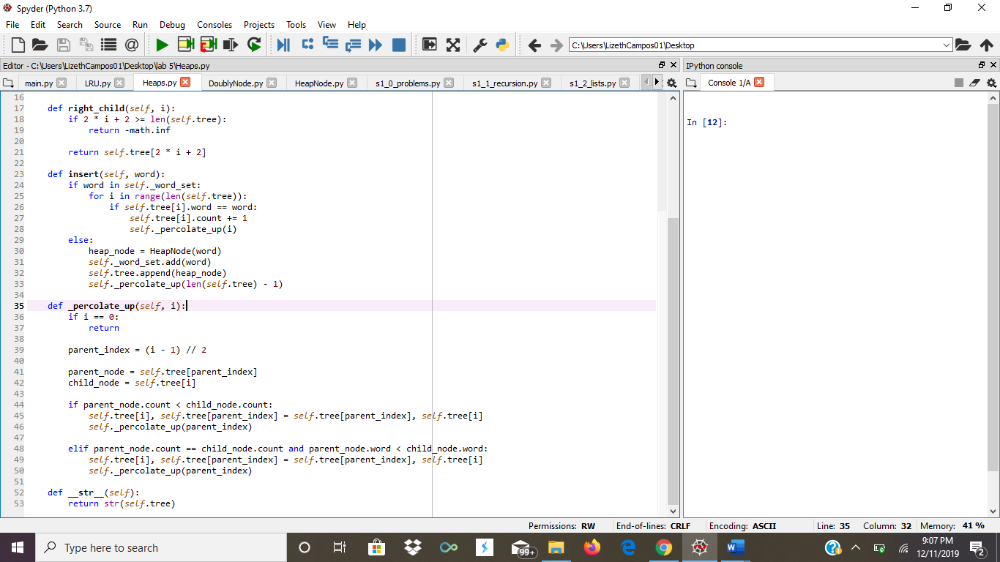 Spyder (Python 3.7)
File Edit Search Source Run Debug Consoles Projects Tools View Help
C:\Users\LizethCampos01\Desktop
Editor - C:\Users\LizethCampos01\Desktop\lab 5\Heaps.py
IPython console
main.py LRU.py Heaps.py DoublyNode.py HeapNode.py s1_0_problems.py s1_1_recursion.py s1_2_lists.py
Console 1/A
16
17 def right_child(self, i):
18 if 2 * i + 2 >= len(self.tree):
19 return -math.inf
20
21 return self.tree[2 * i + 2]
22
23 def insert(self, word):
24 if word in self._word_set:
25 for i in range(len(self.tree)):
26 if self.tree[i].word == word:
27 self.tree[i].count += 1
28 self._percolate_up(i)
29 else:
30 heap_node = HeapNode(word)
31 self._word_set.add(word)
32 self.tree.append(heap_node)
33 self._percolate_up(len(self.tree) - 1)
34
35 def _percolate_up(self, i):
36 if i == 0:
37 return
38
39 parent_index = (i - 1) // 2
40
41 parent_node = self.tree[parent_index]
42 child_node = self.tree[i]
43
44 if parent_node.count < child_node.count:
45 self.tree[i], self.tree[parent_index] = self.tree[parent_index], self.tree[i]
46 self._percolate_up(parent_index)
47
48 elif parent_node.count == child_node.count and parent_node.word < child_node.word:
49 self.tree[i], self.tree[parent_index] = self.tree[parent_index], self.tree[i]
50 self._percolate_up(parent_index)
51
52 def __str__(self):
53 return str(self.tree)
In [12]:
Permissions: RW End-of-lines: CRLF Encoding: ASCII Line: 35 Column: 32 Memory: 41 %
Type here to search
99+
9:07 PM
12/11/2019
2